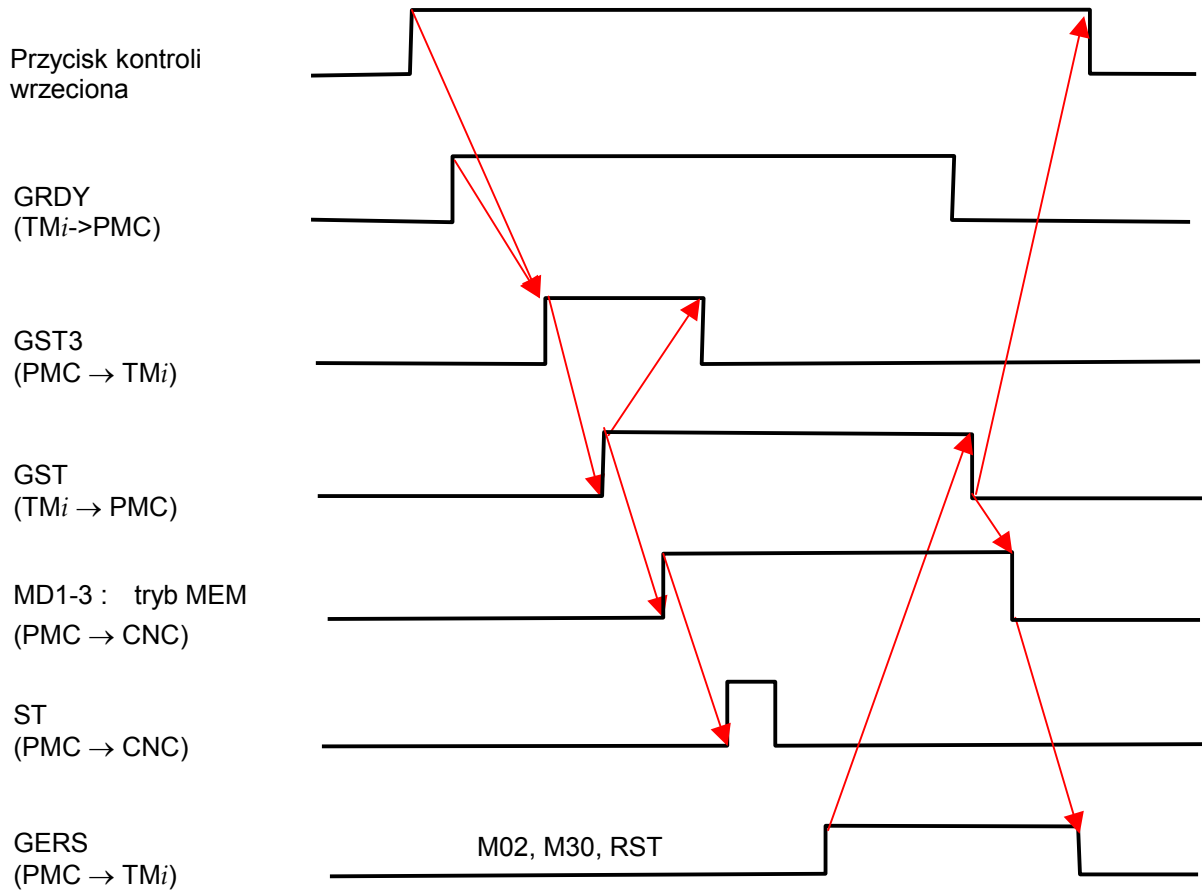 Przycisk kontroli
wrzeciona
GRDY
(TMi->PMC)
GST3
(PMC → TMi)
GST
(TMi → PMC)
MD1-3 : tryb MEM
(PMC → CNC)
ST
(PMC → CNC)
GERS
(PMC → TMi)
M02, M30, RST